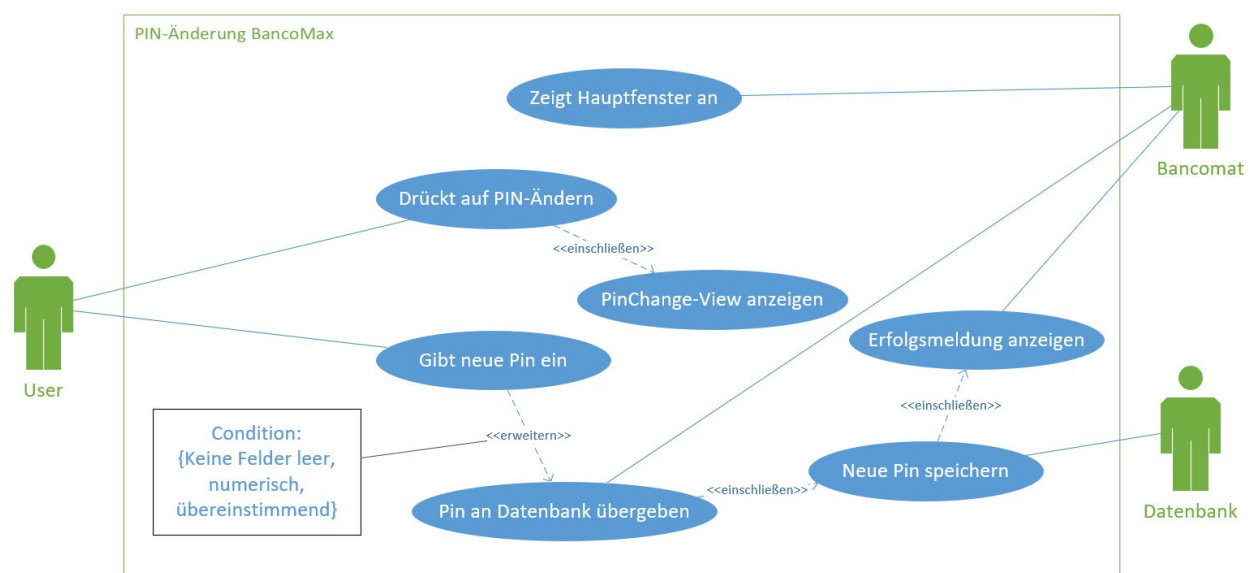 PIN-Änderung BancoMax
Zeigt Hauptfenster an
Bancomat
Drückt auf PIN-Ändern
<<einschließen>>
PinChange-View anzeigen
Erfolgsmeldung anzeigen
Gibt neue Pin ein
User
<<einschließen>>
Condition:
{Keine Felder leer,
numerisch,
übereinstimmend}
<<erweitern>>
Neue Pin speichern
<<einschließen>>
Pin an Datenbank übergeben
Datenbank